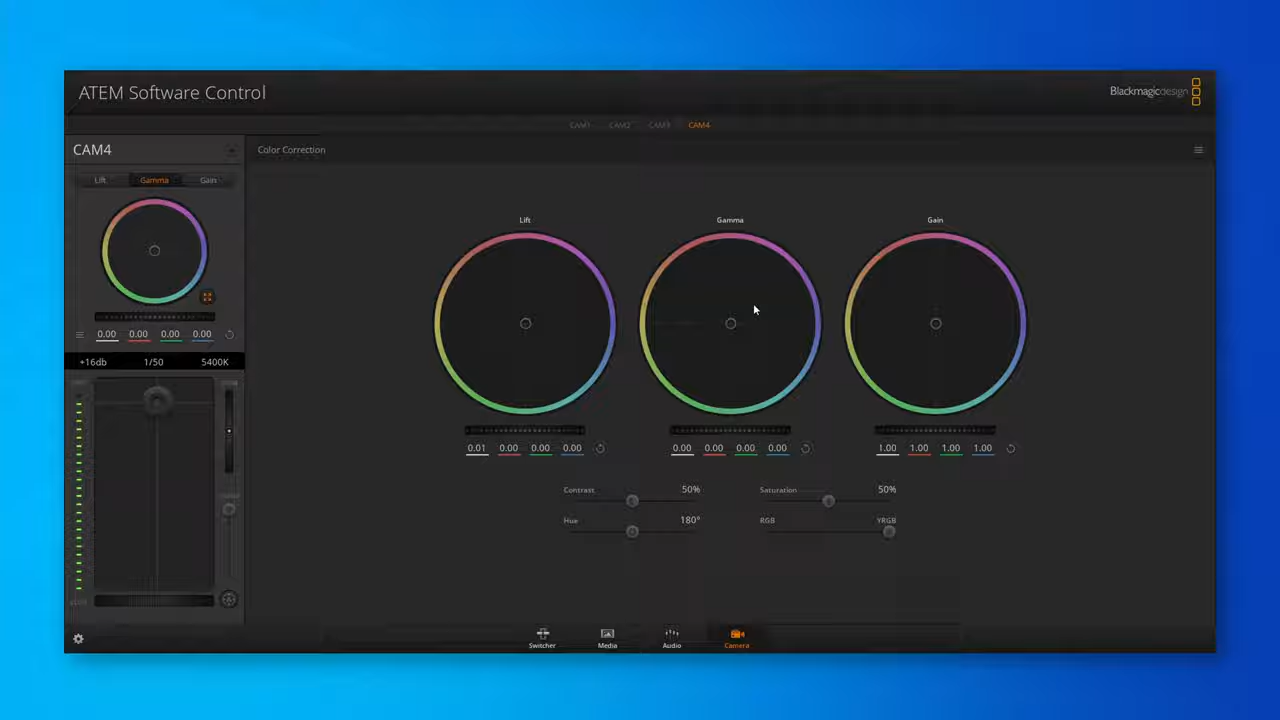 ATEM Software Control
Blackmagicdesign
CAM1 CAM2 CAM3 CAM4
CAM4
Color Correction
Lift Gamma Gain
Lift Gamma Gain
0.00 0.00 0.00 0.00
+16db 1/50 5400K
0.01 0.00 0.00 0.00
0.00 0.00 0.00 0.00
1.00 1.00 1.00 1.00
Contrast 50%
Saturation 50%
Hue 180°
RGB YRGB
Switcher Media Audio Camera